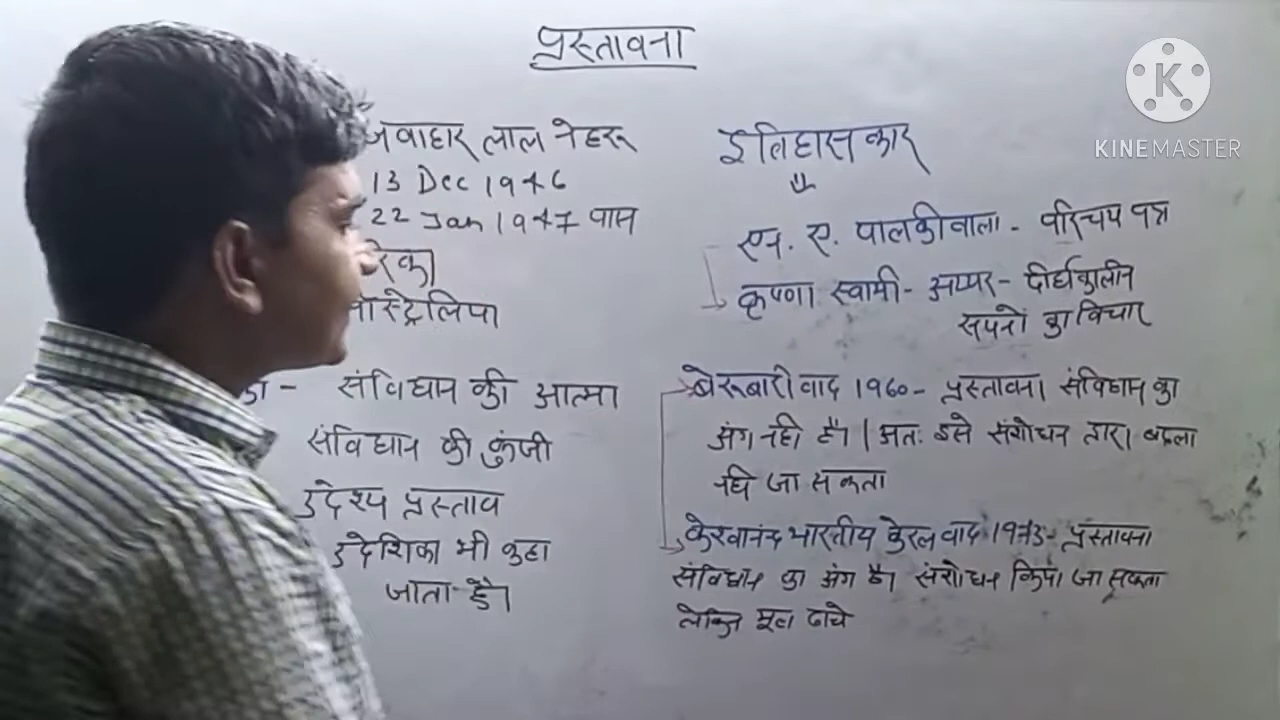 प्रस्तावना
जवाहार लाल नेहरू
13 Dec 1946
22 Jan 1947 पास
रिका
ऑस्ट्रेलिया
संविधान की आत्मा
संविधान की कुंजी
उदेश्य प्रस्ताव
उदेशिका भी कहा
जाता है।
K
KINEMASTER
इतिहासकार
एन. ए. पालकीवाला - परिचय पत्र
कृष्णा स्वामी - अय्यर - दीर्घकालीन
सपनो का विचार
बेरूबारी वाद 1960 - प्रस्तावना संविधान का
अंग नही है। अतः इसे संशोधन द्वारा बदला
नधि जा सकता
केशवानंद भारतीय केरल वाद 1973 - प्रस्तावना
संविधान का अंग है। संशोधन किया जा सकता
लेकिन मूल ढाचे